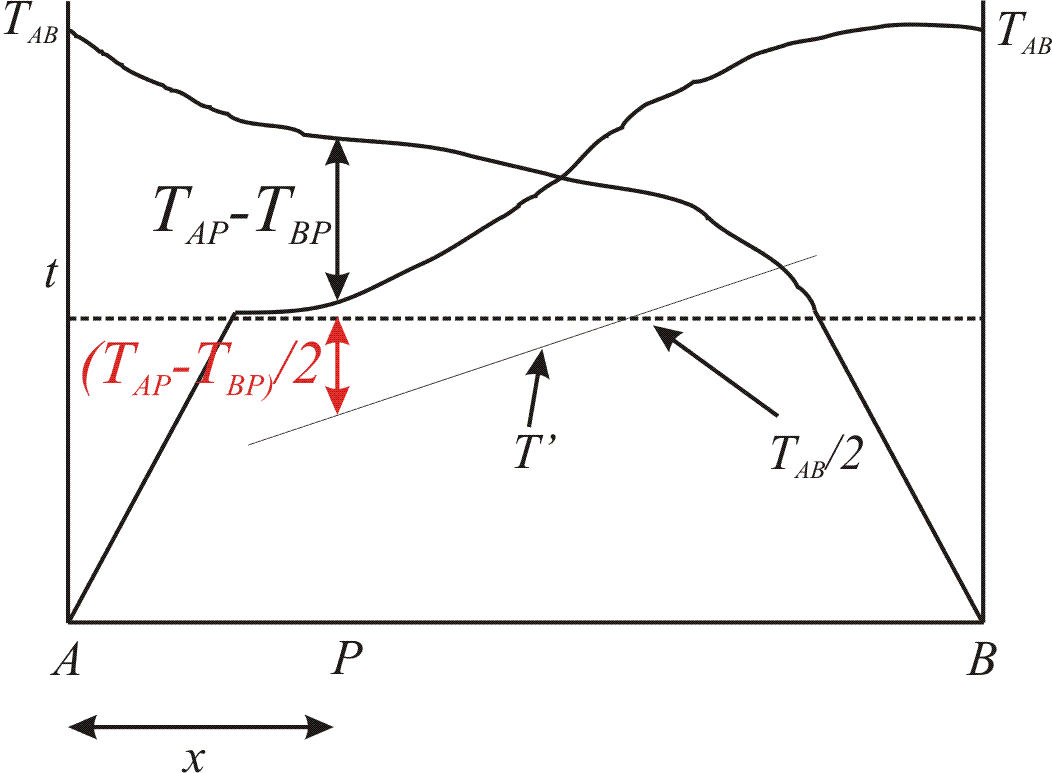 T_AB
T_AB
T_AP-T_BP
t
(T_AP-T_BP)/2
T'
T_AB/2
A
P
B
x